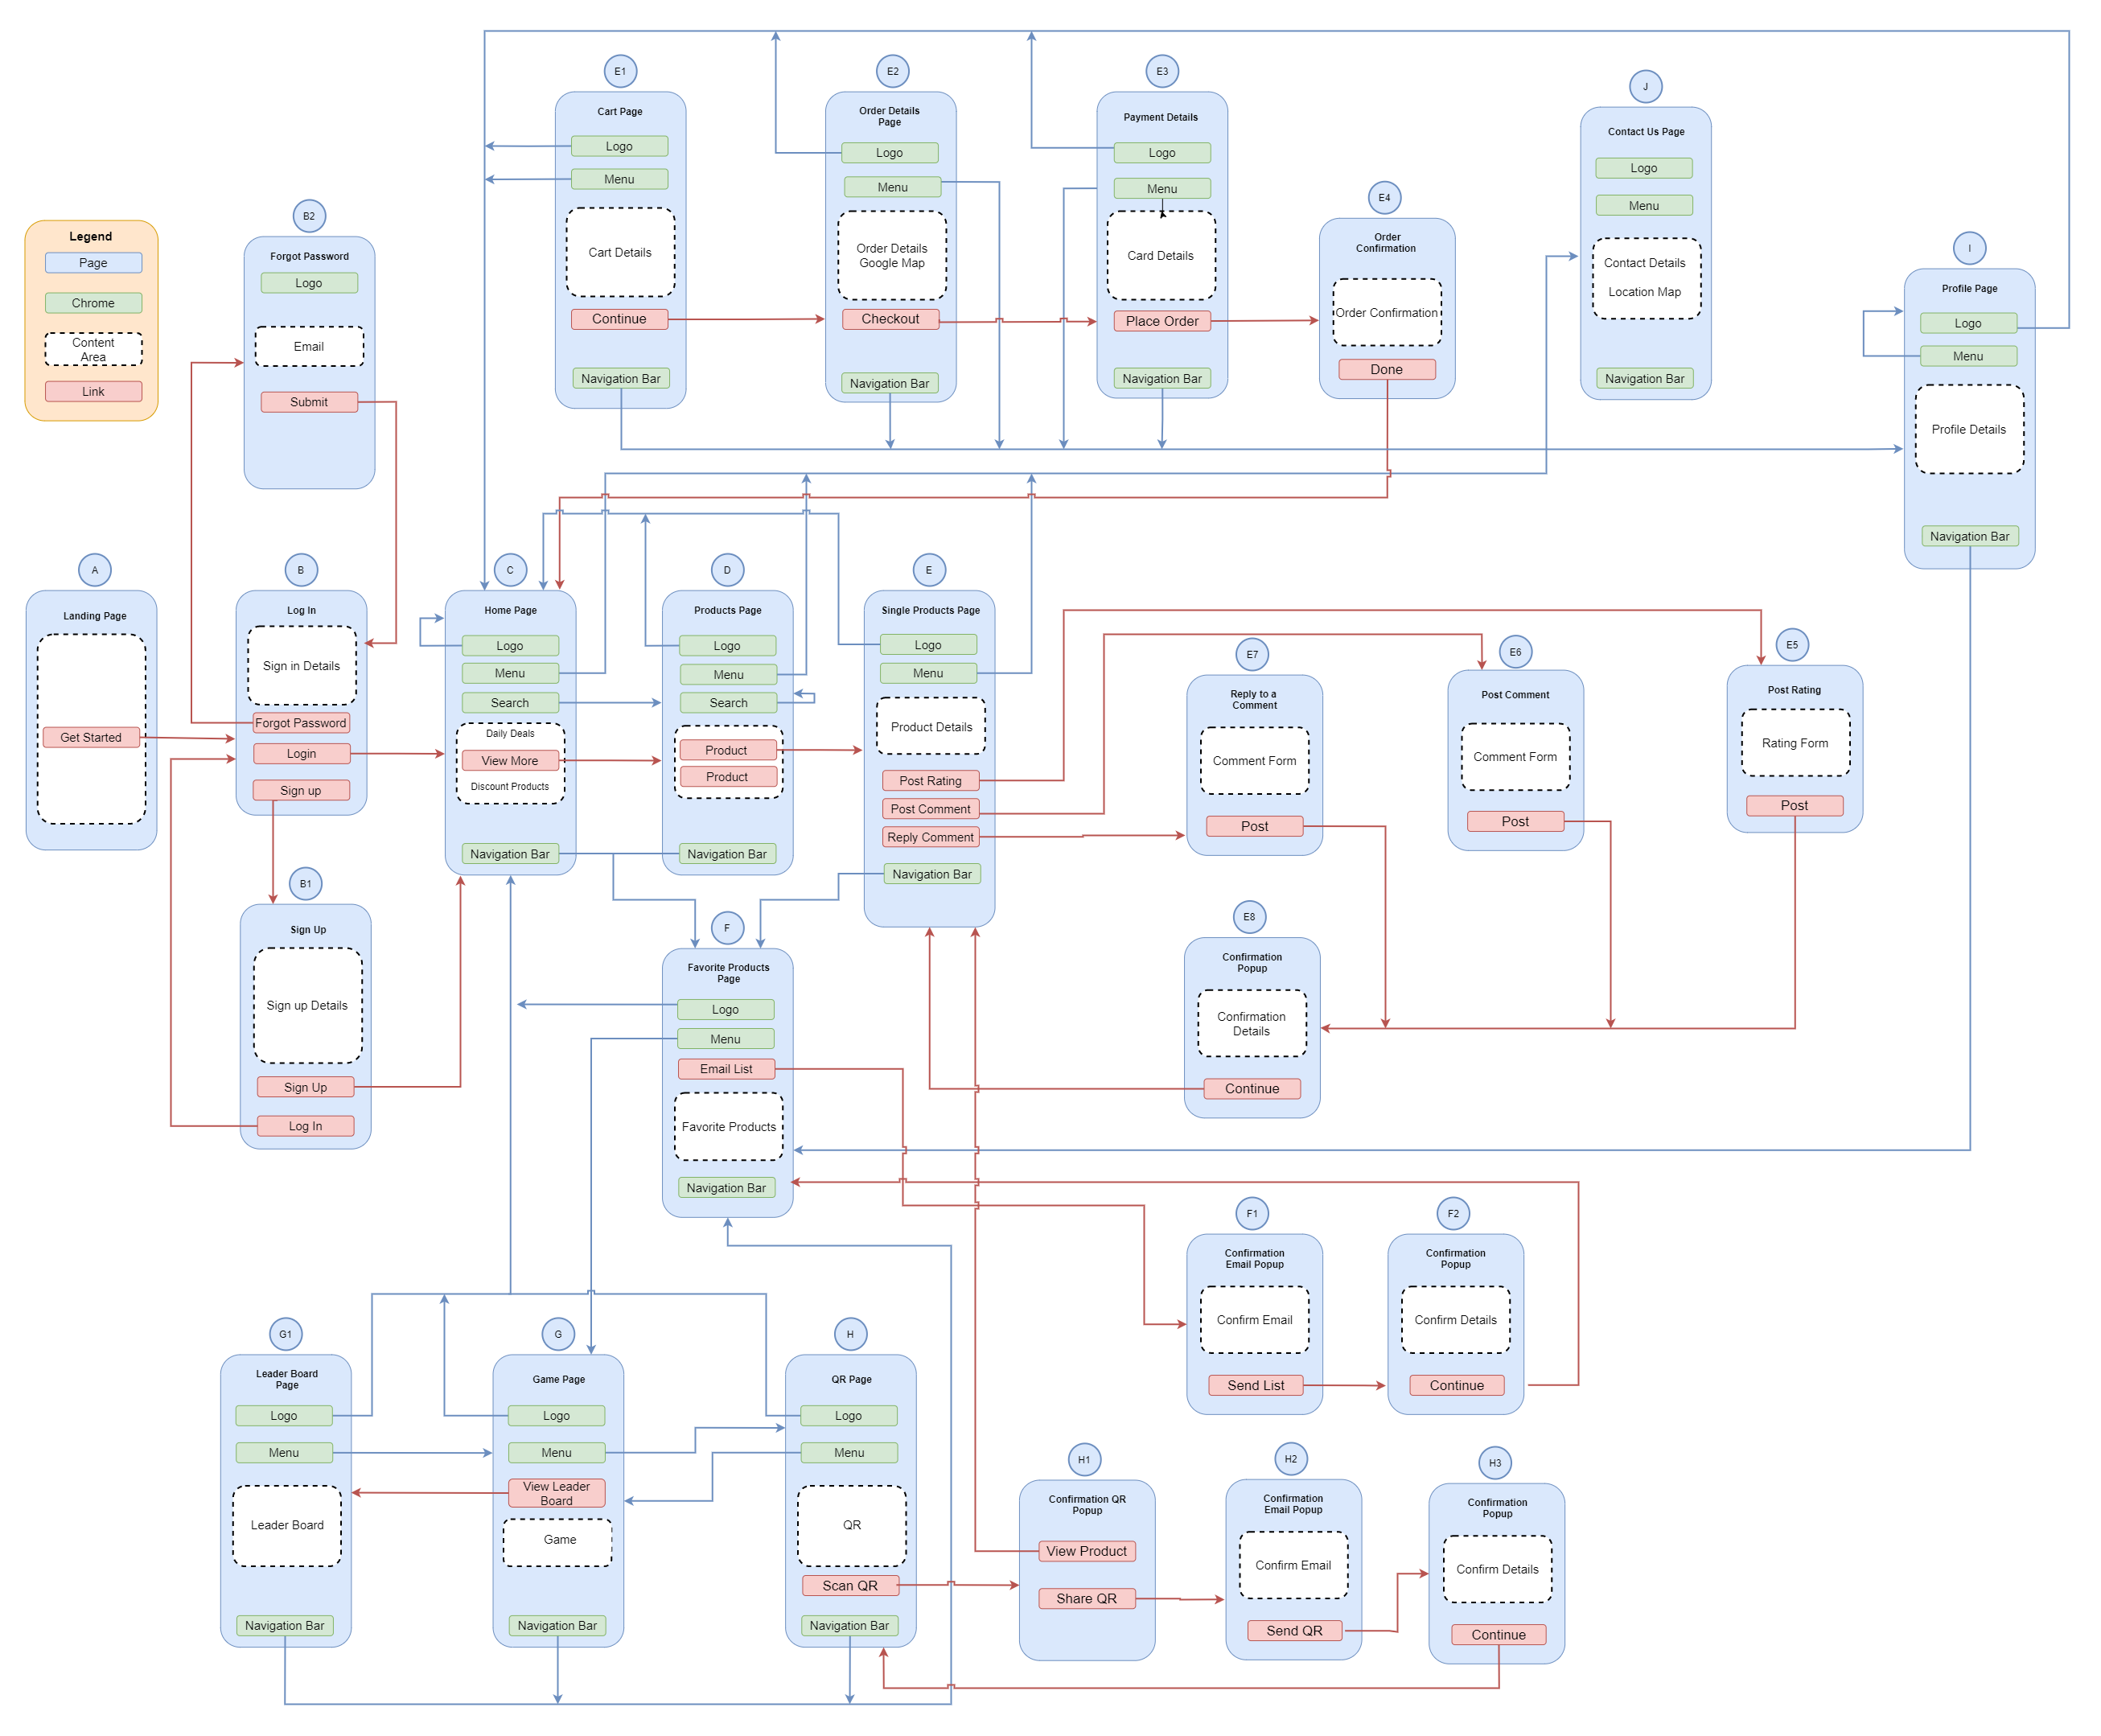 Legend
Page
Chrome
Content
Area
Link
B2
Forgot Password
Logo
Email
Submit
E1
Cart Page
Logo
Menu
Cart Details
Continue
Navigation Bar
E2
Order Details
Page
Logo
Menu
Order Details
Google Map
Checkout
Navigation Bar
E3
Payment Details
Logo
Menu
Card Details
Place Order
Navigation Bar
E4
Order
Confirmation
Order Confirmation
Done
J
Contact Us Page
Logo
Menu
Contact Details
Location Map
Navigation Bar
I
Profile Page
Logo
Menu
Profile Details
Navigation Bar
A
Landing Page
Get Started
B
Log In
Sign in Details
Forgot Password
Login
Sign up
C
Home Page
Logo
Menu
Search
Daily Deals
View More
Discount Products
Navigation Bar
D
Products Page
Logo
Menu
Search
Product
Product
Navigation Bar
E
Single Products Page
Logo
Menu
Product Details
Post Rating
Post Comment
Reply Comment
Navigation Bar
E7
Reply to a
Comment
Comment Form
Post
E6
Post Comment
Comment Form
Post
E5
Post Rating
Rating Form
Post
B1
Sign Up
Sign up Details
Sign Up
Log In
F
Favorite Products
Page
Logo
Menu
Email List
Favorite Products
Navigation Bar
E8
Confirmation
Popup
Confirmation
Details
Continue
F1
Confirmation
Email Popup
Confirm Email
Send List
F2
Confirmation
Popup
Confirm Details
Continue
G1
Leader Board
Page
Logo
Menu
Leader Board
Navigation Bar
G
Game Page
Logo
Menu
View Leader
Board
Game
Navigation Bar
H
QR Page
Logo
Menu
QR
Scan QR
Navigation Bar
H1
Confirmation QR
Popup
View Product
Share QR
H2
Confirmation
Email Popup
Confirm Email
Send QR
H3
Confirmation
Popup
Confirm Details
Continue